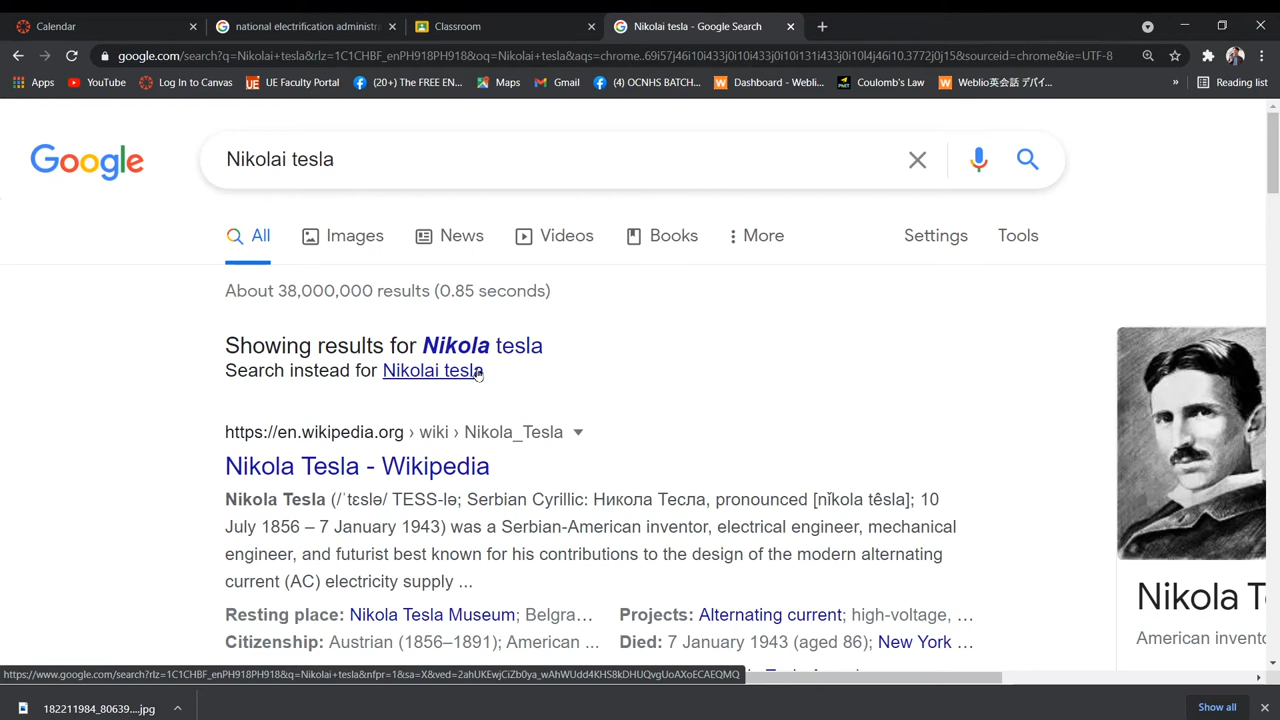 Calendar
national electrification administr
Classroom
Nikolai tesla - Google Search
google.com/search?q=Nikolai+tesla&rlz=1C1CHBF_enPH918PH918&oq=Nikolai+tesla&aqs=chrome..69i57j46i10i433j0i10i433j0i10i131i433j0i10l4j46i10.3772j0j15&sourceid=chrome&ie=UTF-8
Apps
YouTube
Log In to Canvas
UE Faculty Portal
(20+) The FREE EN...
Maps
Gmail
(4) OCNHS BATCH...
Dashboard - Webli...
Coulomb's Law
Weblio英会話 デバイ...
»
Reading list
Google
Nikolai tesla
All
Images
News
Videos
Books
More
Settings
Tools
About 38,000,000 results (0.85 seconds)
Showing results for Nikola tesla
Search instead for Nikolai tesla
https://en.wikipedia.org › wiki › Nikola_Tesla
Nikola Tesla - Wikipedia
Nikola Tesla (/ˈtɛslə/ TESS-lə; Serbian Cyrillic: Никола Тесла, pronounced [nǐkola têsla]; 10
July 1856 – 7 January 1943) was a Serbian-American inventor, electrical engineer, mechanical
engineer, and futurist best known for his contributions to the design of the modern alternating
current (AC) electricity supply ...
Resting place: Nikola Tesla Museum; Belgra...
Projects: Alternating current; high-voltage, ...
Citizenship: Austrian (1856–1891); American ...
Died: 7 January 1943 (aged 86); New York ...
Nikola T
American invento
https://www.google.com/search?rlz=1C1CHBF_enPH918PH918&q=Nikolai+tesla&nfpr=1&sa=X&ved=2ahUKEwjCiZb0ya_wAhWUdd4KHS8kDHUQvgUoAXoECAEQMQ
182211984_80639....jpg
Show all